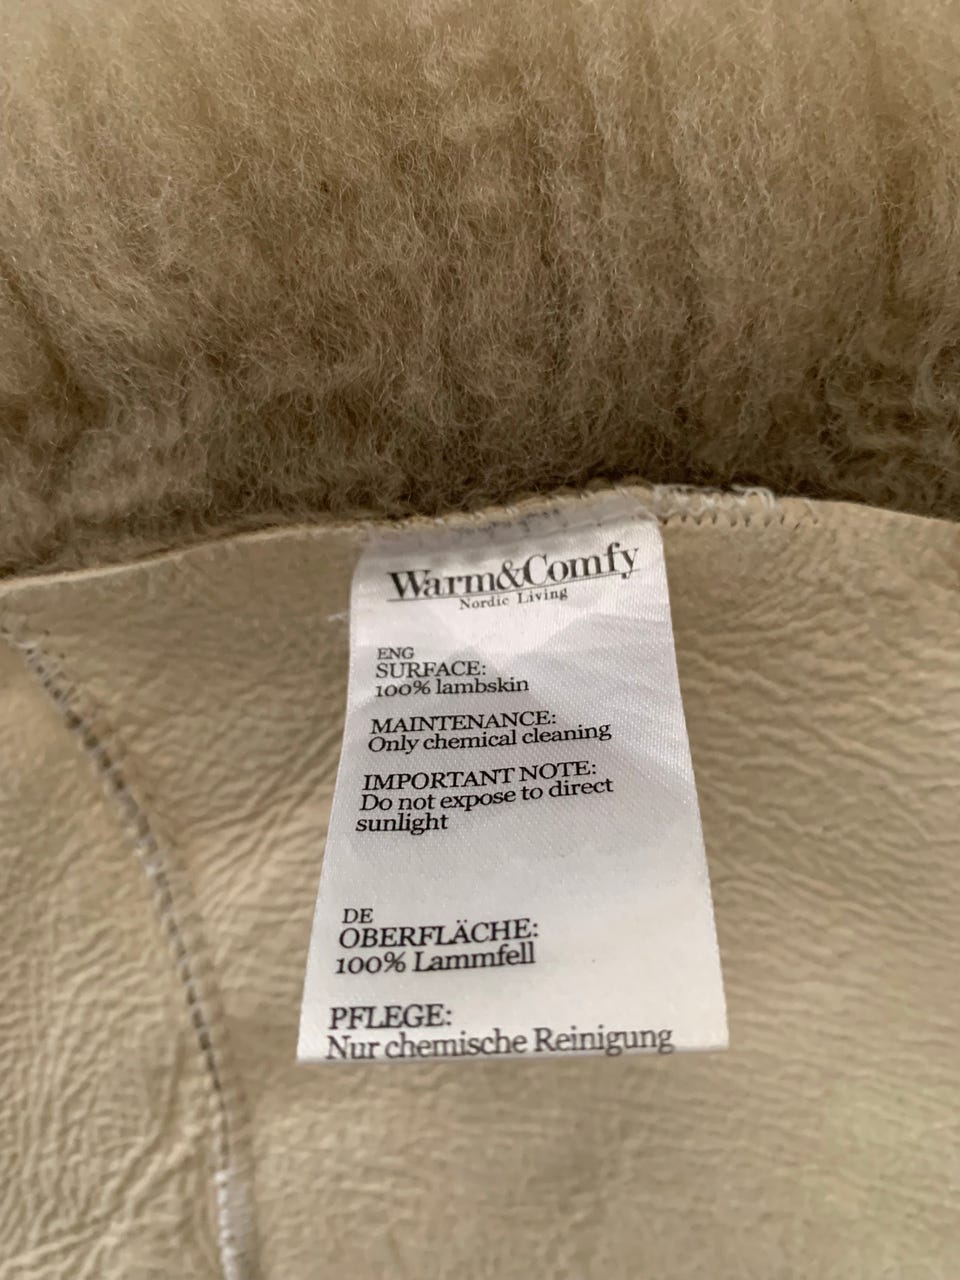 Warm&Comfy
Nordic Living
ENG
SURFACE:
100% lambskin
MAINTENANCE:
Only chemical cleaning
IMPORTANT NOTE:
Do not expose to direct
sunlight
DE
OBERFLÄCHE:
100% Lammfell
PFLEGE:
Nur chemische Reinigung